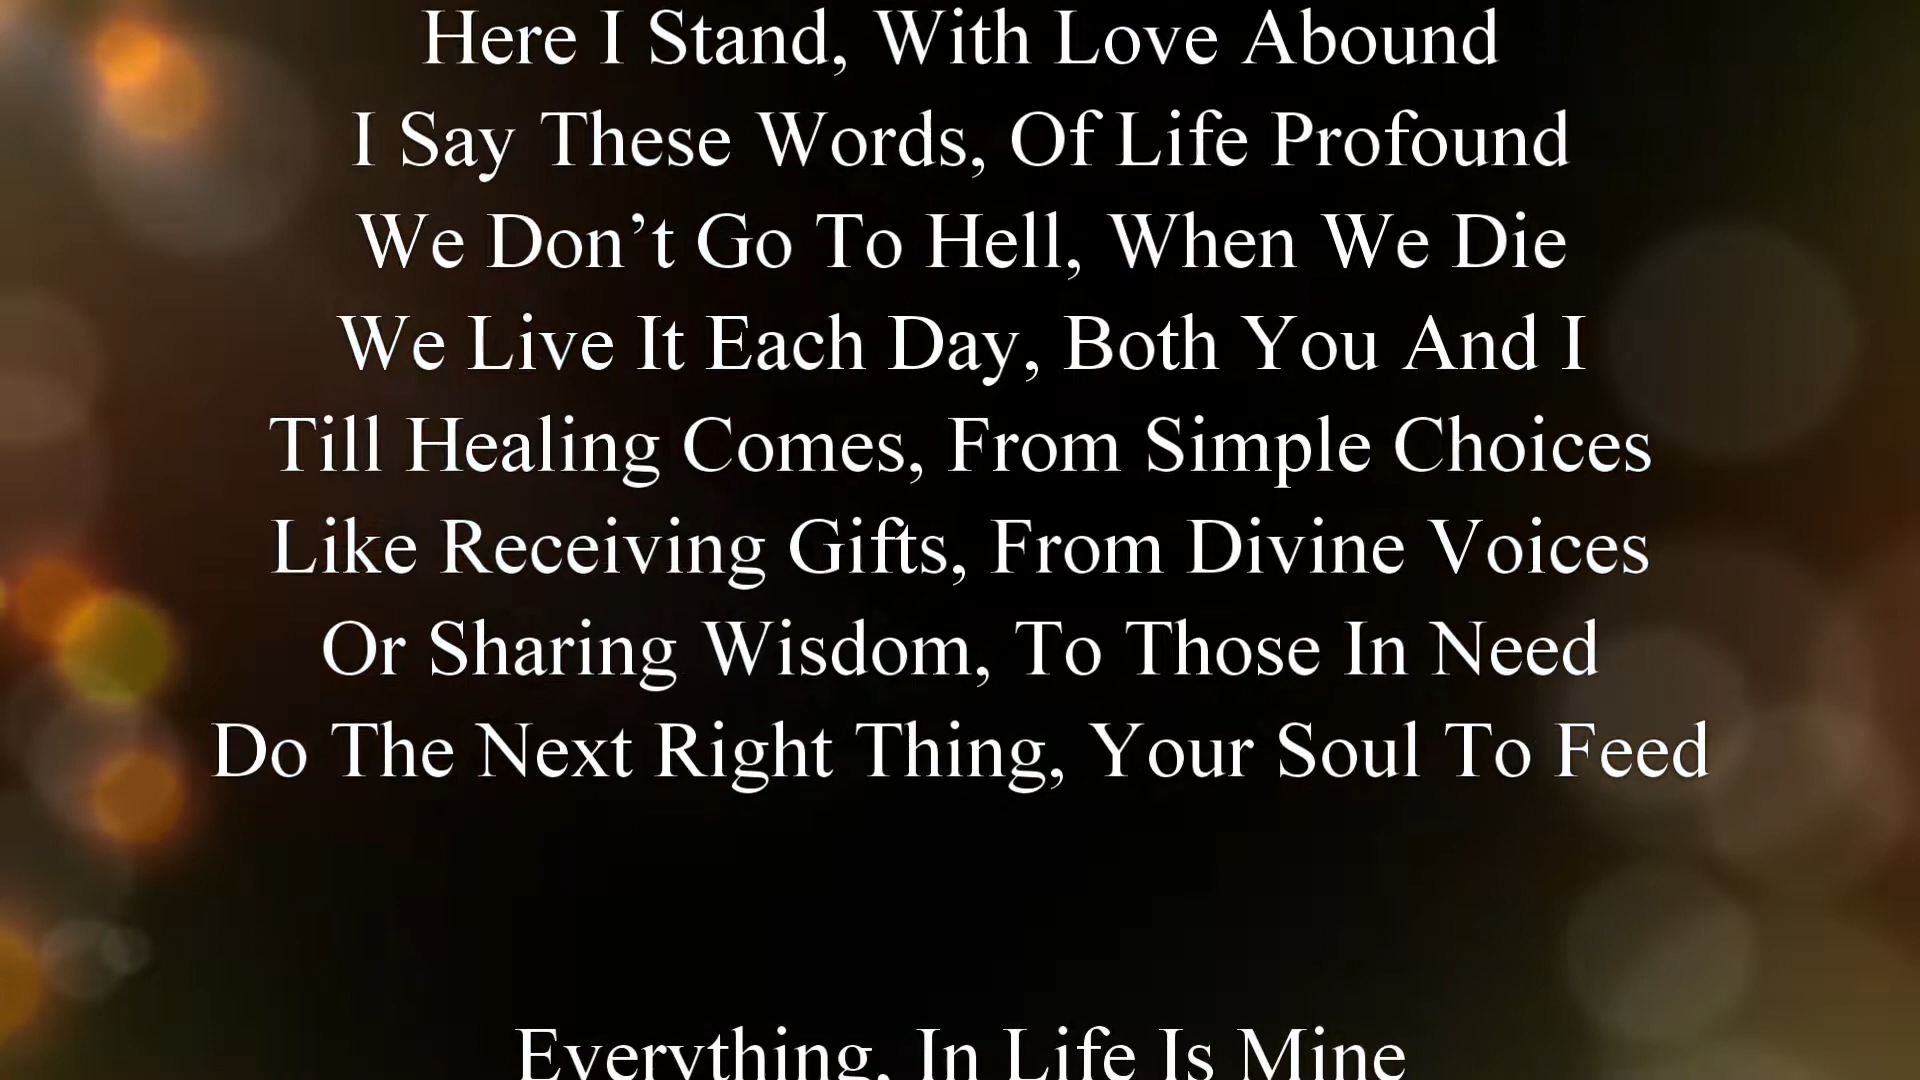 Here I Stand, With Love Abound
I Say These Words, Of Life Profound
We Don’t Go To Hell, When We Die
We Live It Each Day, Both You And I
Till Healing Comes, From Simple Choices
Like Receiving Gifts, From Divine Voices
Or Sharing Wisdom, To Those In Need
Do The Next Right Thing, Your Soul To Feed
Everything, In Life Is Mine